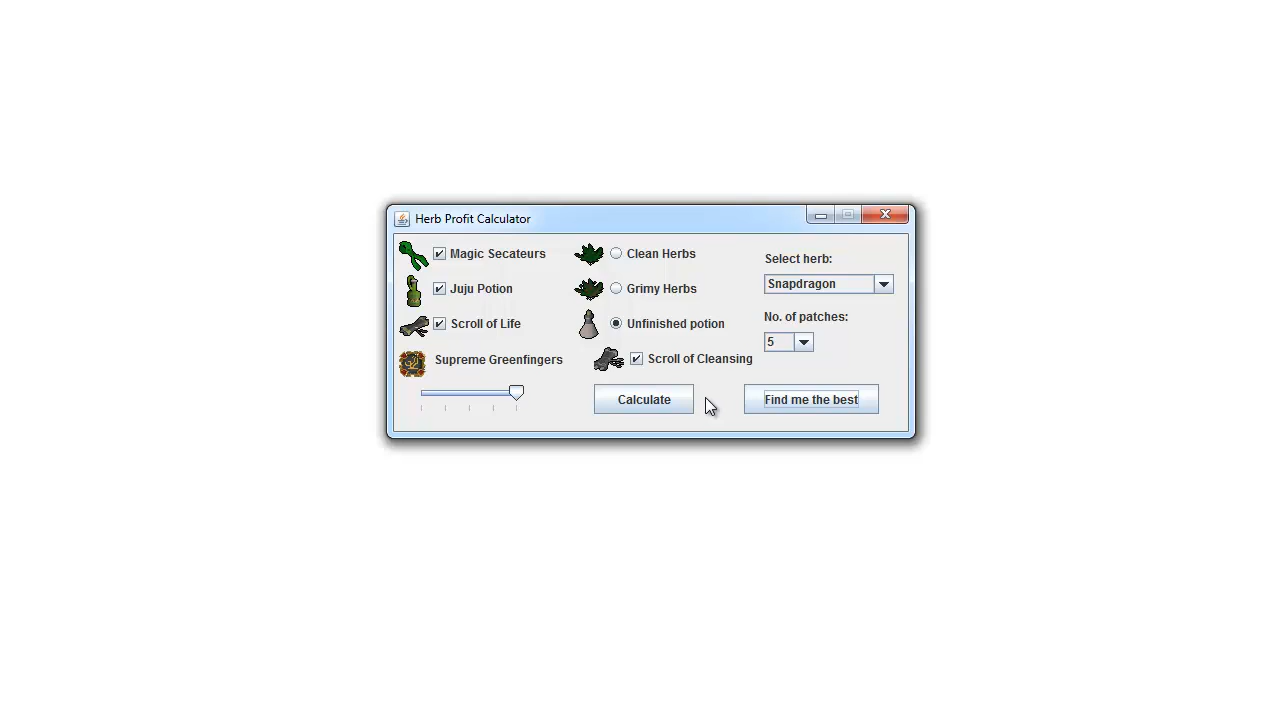 Herb Profit Calculator
Magic Secateurs
Juju Potion
Scroll of Life
Supreme Greenfingers
Clean Herbs
Grimy Herbs
Unfinished potion
Scroll of Cleansing
Calculate
Select herb:
Snapdragon
No. of patches:
5
Find me the best